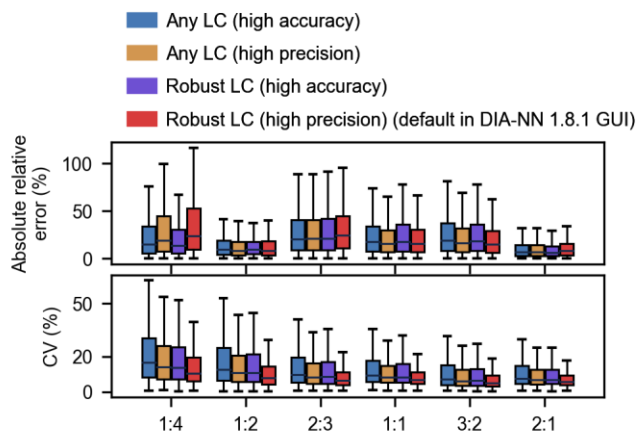 Any LC (high accuracy)
Any LC (high precision)
Robust LC (high accuracy)
Robust LC (high precision) (default in DIA-NN 1.8.1 GUI)
Absolute relative
error (%)
100
50
0
CV (%)
50
20
0
1:4 1:2 2:3 1:1 3:2 2:1